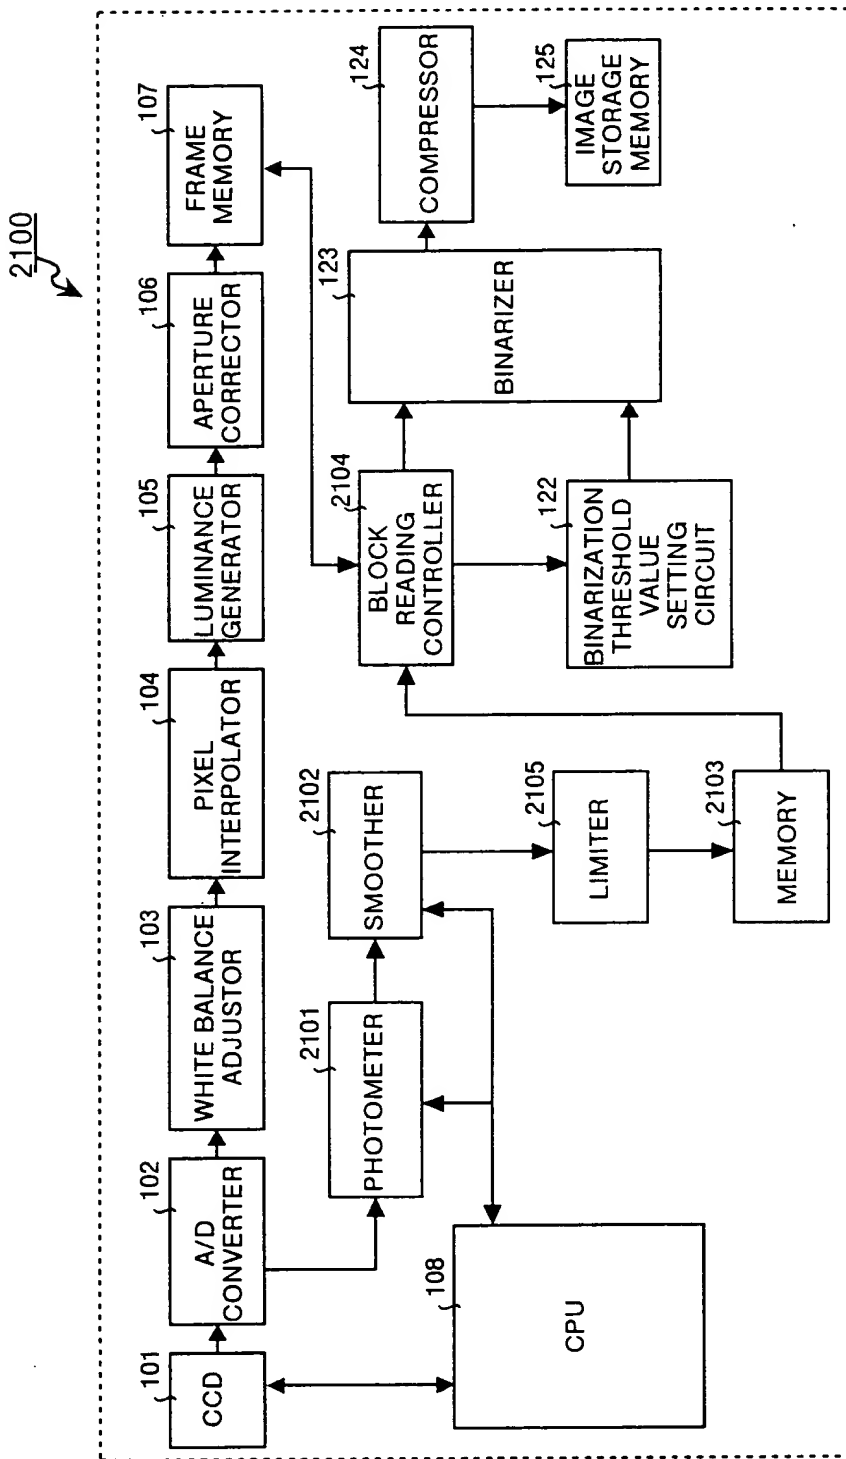 2100
101
CCD
102
A/D
CONVERTER
103
WHITE BALANCE
ADJUSTOR
104
PIXEL
INTERPOLATOR
105
LUMINANCE
GENERATOR
106
APERTURE
CORRECTOR
107
FRAME
MEMORY
2101
PHOTOMETER
2102
SMOOTHER
2104
BLOCK
READING
CONTROLLER
123
BINARIZER
124
COMPRESSOR
108
CPU
2105
LIMITER
2103
MEMORY
122
BINARIZATION
THRESHOLD
VALUE
SETTING
CIRCUIT
125
IMAGE
STORAGE
MEMORY